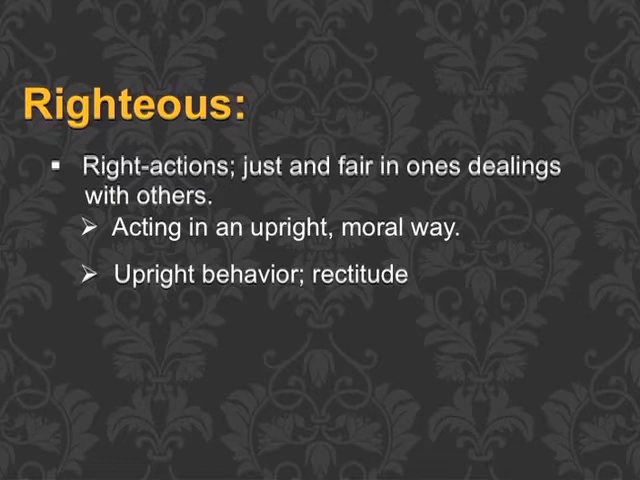 Righteous:
▪ Right-actions; just and fair in ones dealings
with others.
➢ Acting in an upright, moral way.
➢ Upright behavior; rectitude